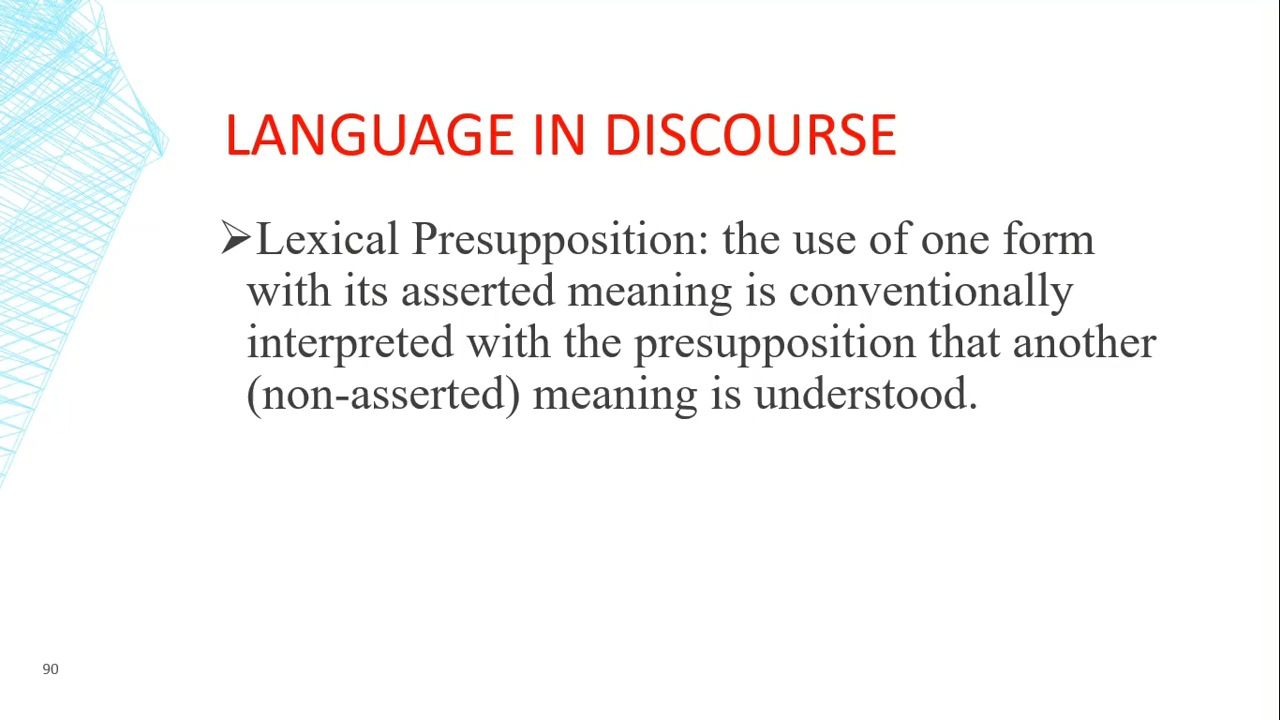 LANGUAGE IN DISCOURSE
➢Lexical Presupposition: the use of one form
with its asserted meaning is conventionally
interpreted with the presupposition that another
(non-asserted) meaning is understood.
90